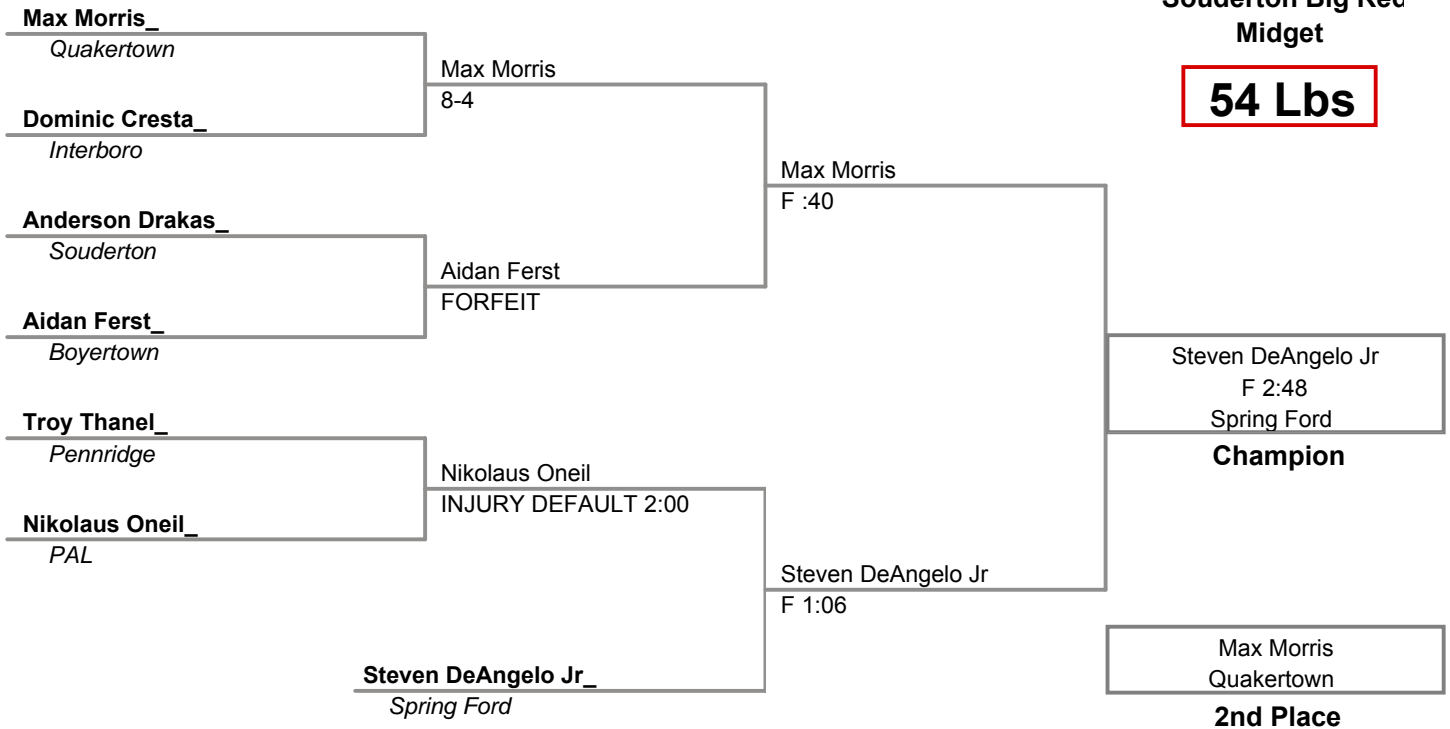 Souderton Big Red
Midget
54 Lbs
Max Morris_
Quakertown
Max Morris
8-4
Dominic Cresta_
Interboro
Max Morris
F :40
Anderson Drakas_
Souderton
Aidan Ferst
FORFEIT
Aidan Ferst_
Boyertown
Steven DeAngelo Jr
F 2:48
Spring Ford
Champion
Troy Thanel_
Pennridge
Nikolaus Oneil
INJURY DEFAULT 2:00
Nikolaus Oneil_
PAL
Steven DeAngelo Jr
F 1:06
Steven DeAngelo Jr_
Spring Ford
Max Morris
Quakertown
2nd Place